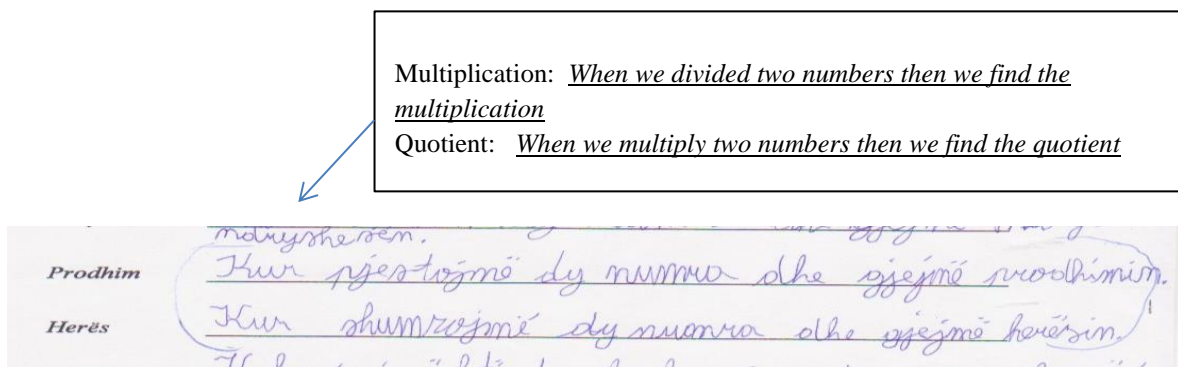 Multiplication: When we divided two numbers then we find the
multiplication
Quotient: When we multiply two numbers then we find the quotient
ndryshesën.
Prodhim Kur pjestojmë dy numra dhe gjejmë prodhimin.
Herës Kur shumzojmë dy numra dhe gjejmë herësin.